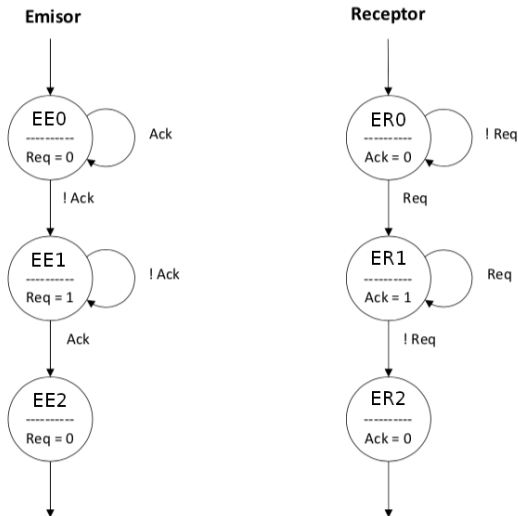 Emisor
EE0
----------
Req = 0
Ack
! Ack
EE1
----------
Req = 1
! Ack
Ack
EE2
----------
Req = 0
Receptor
ER0
----------
Ack = 0
! Req
Req
ER1
----------
Ack = 1
Req
! Req
ER2
----------
Ack = 0